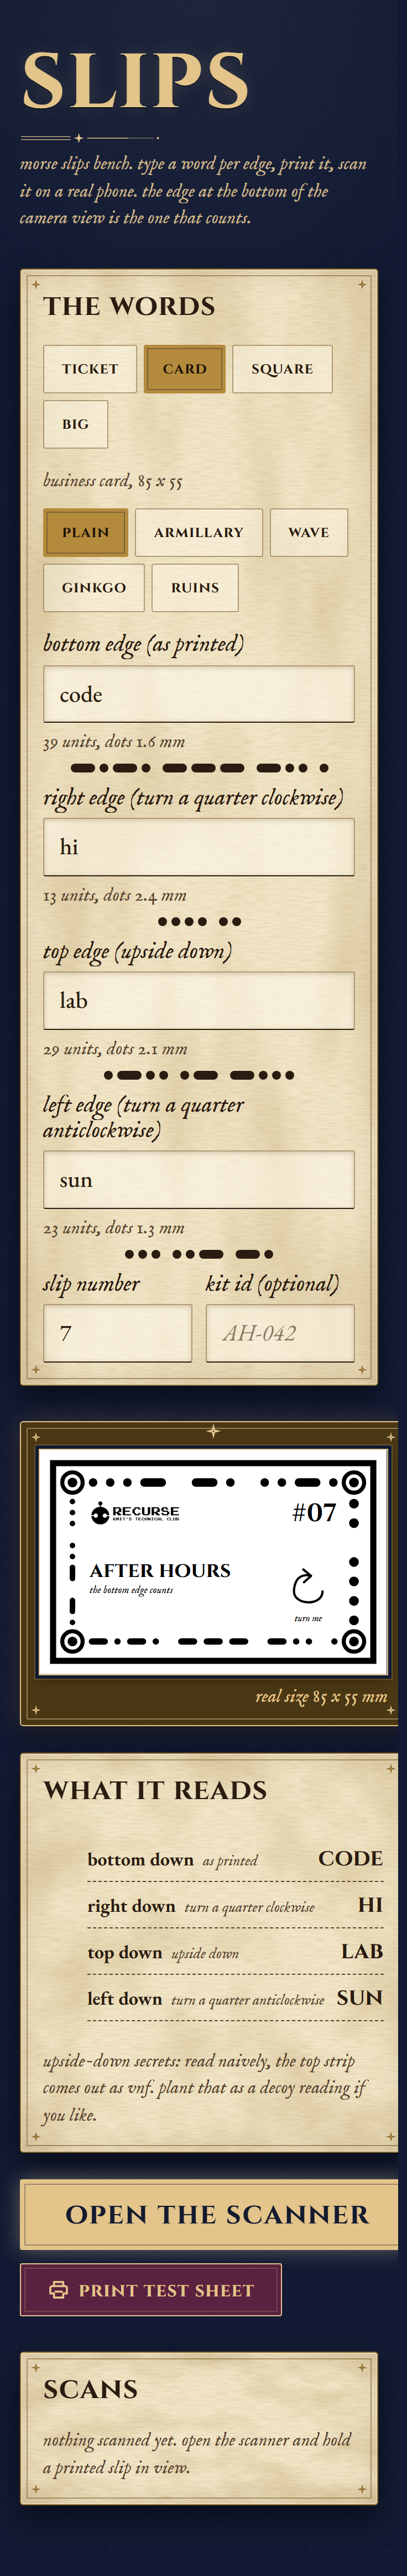 SLIPS
morse slips bench. type a word per edge, print it, scan
it on a real phone. the edge at the bottom of the
camera view is the one that counts.
THE WORDS
TICKET
CARD
SQUARE
BIG
business card, 85 x 55
PLAIN
ARMILLARY
WAVE
GINKGO
RUINS
bottom edge (as printed)
code
39 units, dots 1.6 mm
right edge (turn a quarter clockwise)
hi
13 units, dots 2.4 mm
top edge (upside down)
lab
29 units, dots 2.1 mm
left edge (turn a quarter
anticlockwise)
sun
23 units, dots 1.3 mm
slip number
kit id (optional)
7
AH-042
RECURSE
KMIT'S TECHNICAL CLUB
#07
AFTER HOURS
the bottom edge counts
turn me
real size 85 x 55 mm
WHAT IT READS
bottom down as printed CODE
right down turn a quarter clockwise HI
top down upside down LAB
left down turn a quarter anticlockwise SUN
upside-down secrets: read naively, the top strip
comes out as vnf. plant that as a decoy reading if
you like.
OPEN THE SCANNER
PRINT TEST SHEET
SCANS
nothing scanned yet. open the scanner and hold
a printed slip in view.